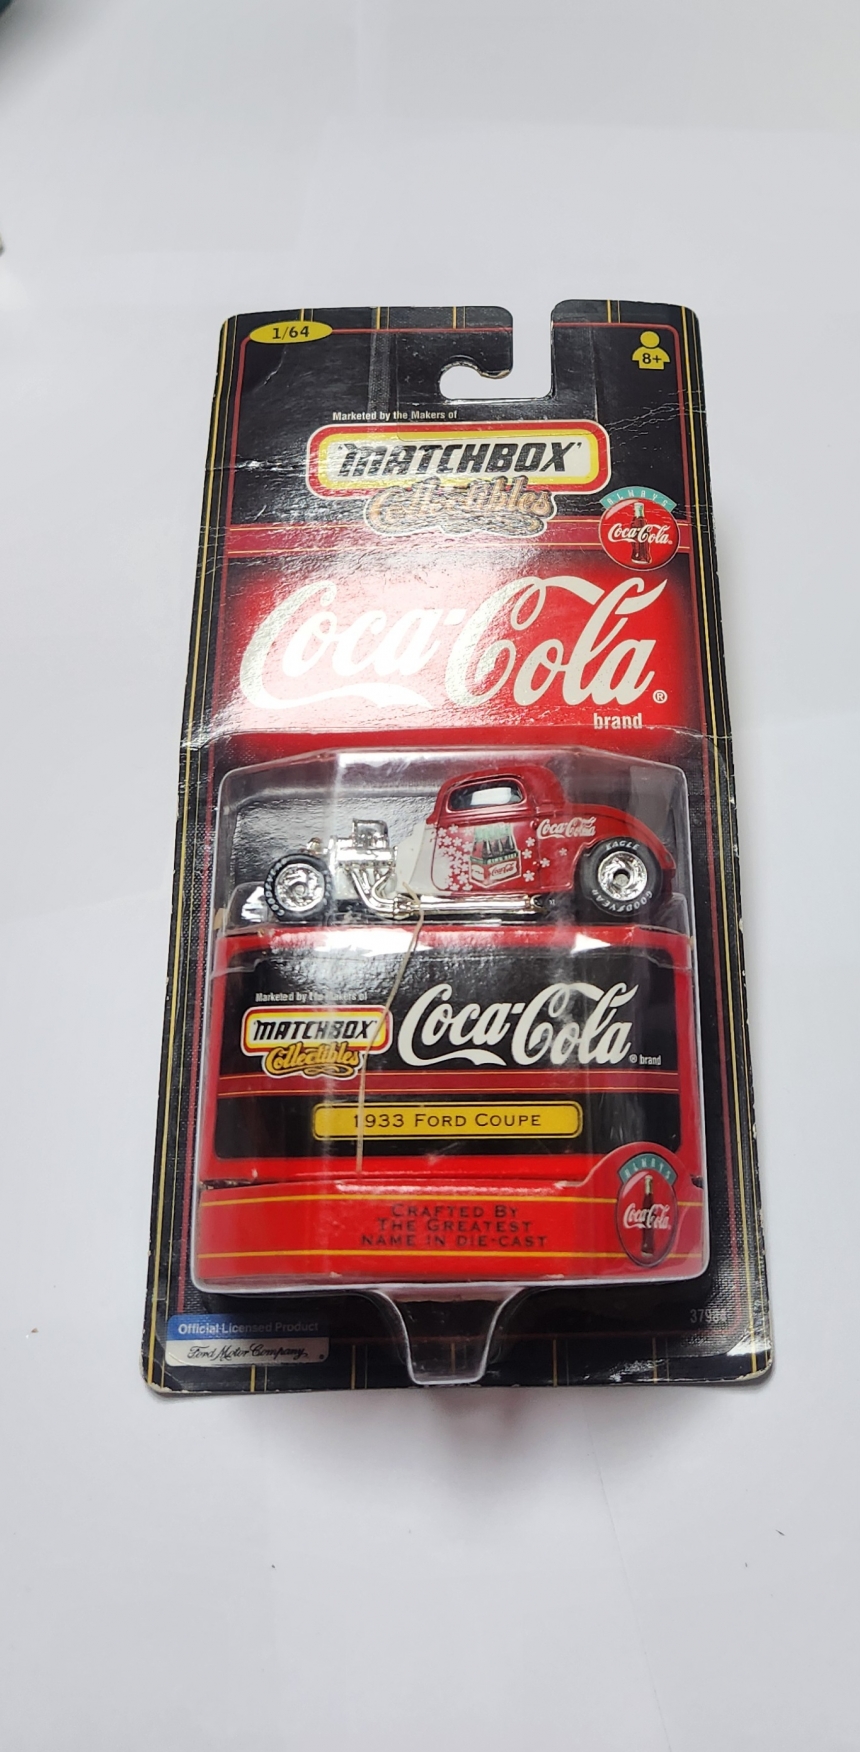 1/64
8+
Marketed by the Makers of
MATCHBOX
Collectibles
ALWAYS
Coca-Cola
Coca-Cola®
brand
Coca-Cola
EAGLE
GOODYEAR
Coca-Cola
Marketed by the Makers of
MATCHBOX
Collectibles
Coca-Cola® brand
1933 FORD COUPE
ALWAYS
Coca-Cola
CRAFTED BY
THE GREATEST
NAME IN DIE-CAST
Official Licensed Product
Ford Motor Company